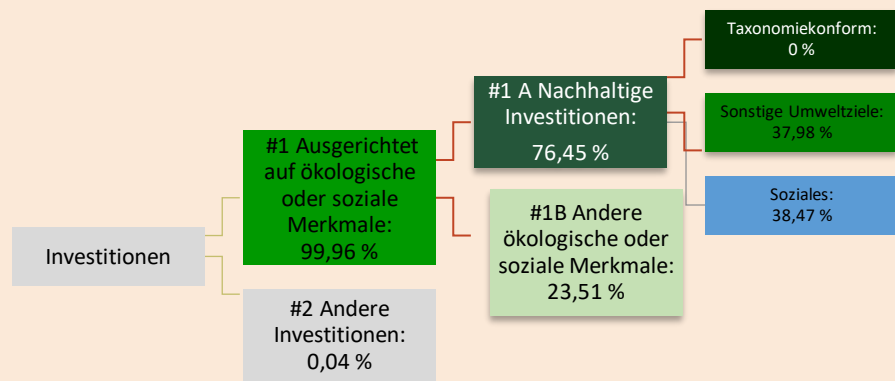 Investitionen
#1 Ausgerichtet
auf ökologische
oder soziale
Merkmale:
99,96 %
#2 Andere
Investitionen:
0,04 %
#1 A Nachhaltige
Investitionen:
76,45 %
#1B Andere
ökologische oder
soziale Merkmale:
23,51 %
Taxonomiekonform:
0 %
Sonstige Umweltziele:
37,98 %
Soziales:
38,47 %